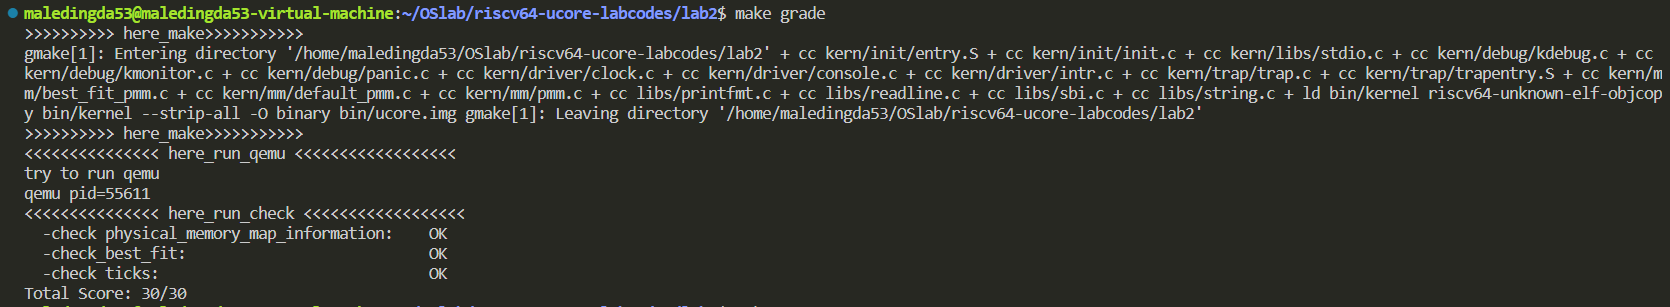 maledingda53@maledingda53-virtual-machine:~/OSlab/riscv64-ucore-labcodes/lab2$ make grade
>>>>>>>>>> here_make>>>>>>>>>>>
gmake[1]: Entering directory '/home/maledingda53/OSlab/riscv64-ucore-labcodes/lab2' + cc kern/init/entry.S + cc kern/init/init.c + cc kern/libs/stdio.c + cc kern/debug/kdebug.c + cc
kern/debug/kmonitor.c + cc kern/debug/panic.c + cc kern/driver/clock.c + cc kern/driver/console.c + cc kern/driver/intr.c + cc kern/trap/trap.c + cc kern/trap/trapentry.S + cc kern/m
m/best_fit_pmm.c + cc kern/mm/default_pmm.c + cc kern/mm/pmm.c + cc libs/printfmt.c + cc libs/readline.c + cc libs/sbi.c + cc libs/string.c + ld bin/kernel riscv64-unknown-elf-objcop
y bin/kernel --strip-all -O binary bin/ucore.img gmake[1]: Leaving directory '/home/maledingda53/OSlab/riscv64-ucore-labcodes/lab2'
>>>>>>>>>> here_make>>>>>>>>>>>
<<<<<<<<<<<<<<< here_run_qemu <<<<<<<<<<<<<<<<<<
try to run qemu
qemu pid=55611
<<<<<<<<<<<<<<< here_run_check <<<<<<<<<<<<<<<<<<
-check physical_memory_map_information: OK
-check_best_fit: OK
-check ticks: OK
Total Score: 30/30